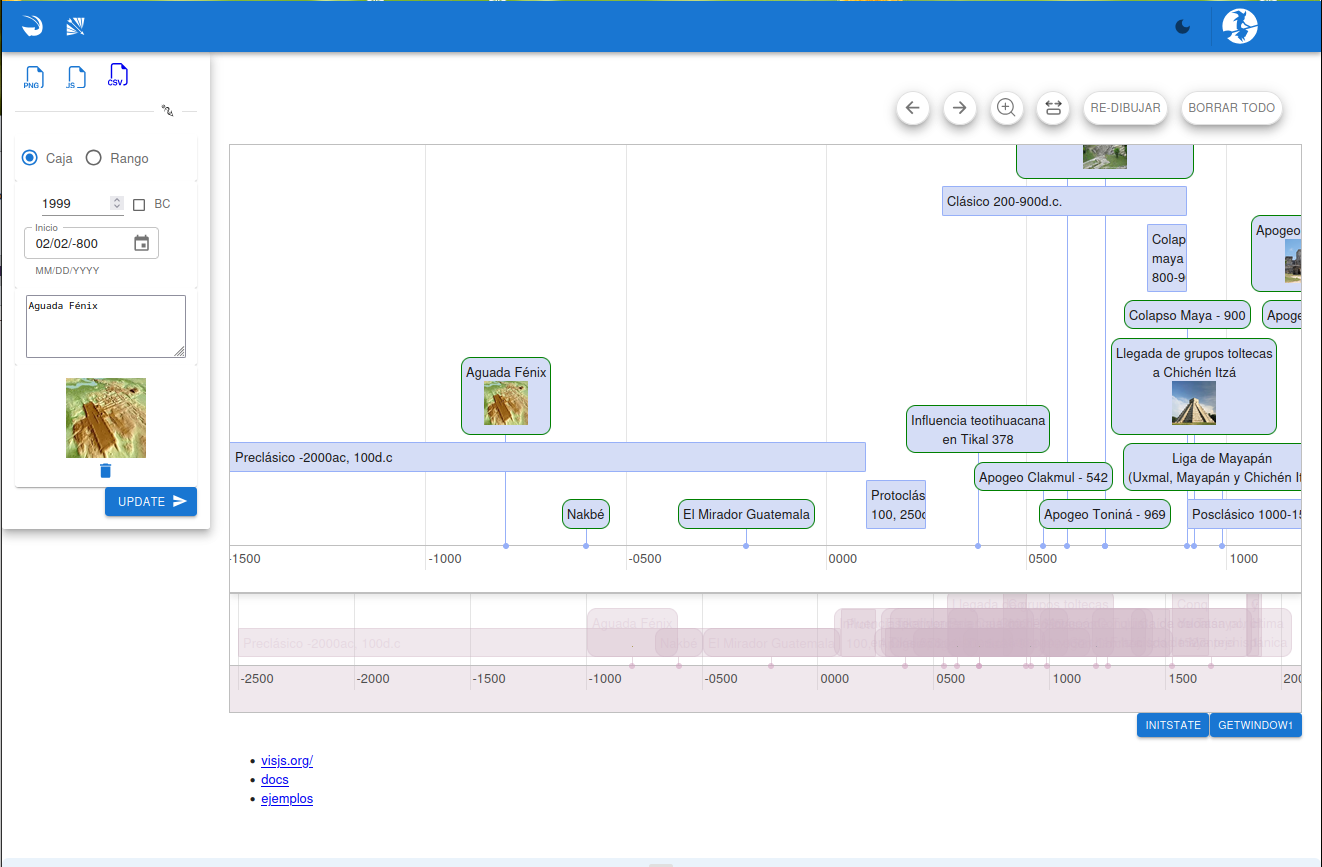 PNG
JS
CSV
Caja
Rango
1999
BC
Inicio
02/02/-800
MM/DD/YYYY
Aguada Fénix
UPDATE
RE-DIBUJAR
BORRAR TODO
Clásico 200-900d.c.
Colap
maya
800-9
Apogeo
Colapso Maya - 900
Apoge
Llegada de grupos toltecas
a Chichén Itzá
Aguada Fénix
Influencia teotihuacana
en Tikal 378
Preclásico -2000ac, 100d.c
Liga de Mayapán
(Uxmal, Mayapán y Chichén It
Apogeo Clakmul - 542
Protoclás
100, 250d
Nakbé
El Mirador Guatemala
Apogeo Toniná - 969
Posclásico 1000-15
-1500
-1000
-0500
0000
0500
1000
Aguada Fénix
Preclásico -2000ac, 100d.c
Nakbé
El Mirador Guatemala
-2500
-2000
-1500
-1000
-0500
0000
0500
1000
1500
200
INITSTATE
GETWINDOW1
visjs.org/
docs
ejemplos